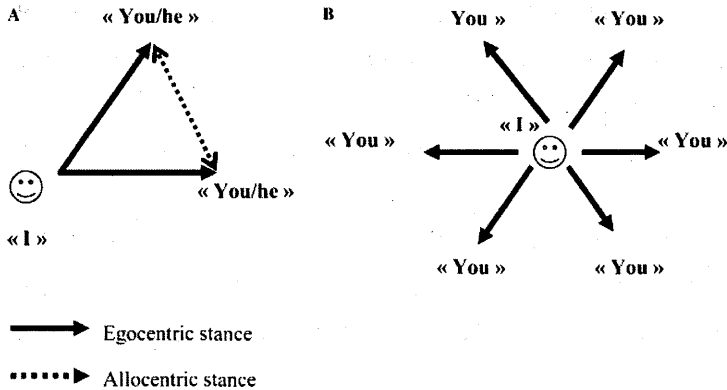 A
« You/he »
« You/he »
« I »
B
You » « You »
« I »
« You » « You »
« You » « You »
Egocentric stance
Allocentric stance